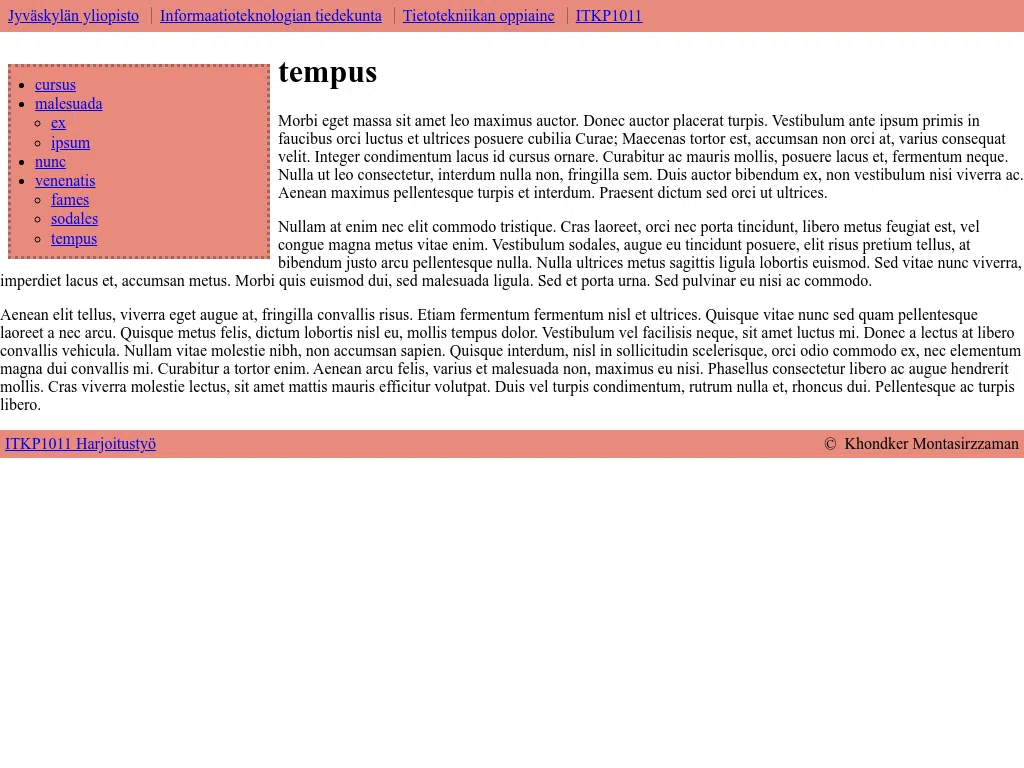 Jyväskylän yliopisto Informaatioteknologian tiedekunta Tietotekniikan oppiaine ITKP1011
cursus
malesuada
ex
ipsum
nunc
venenatis
fames
sodales
tempus
tempus
Morbi eget massa sit amet leo maximus auctor. Donec auctor placerat turpis. Vestibulum ante ipsum primis in
faucibus orci luctus et ultrices posuere cubilia Curae; Maecenas tortor est, accumsan non orci at, varius consequat
velit. Integer condimentum lacus id cursus ornare. Curabitur ac mauris mollis, posuere lacus et, fermentum neque.
Nulla ut leo consectetur, interdum nulla non, fringilla sem. Duis auctor bibendum ex, non vestibulum nisi viverra ac.
Aenean maximus pellentesque turpis et interdum. Praesent dictum sed orci ut ultrices.
Nullam at enim nec elit commodo tristique. Cras laoreet, orci nec porta tincidunt, libero metus feugiat est, vel
congue magna metus vitae enim. Vestibulum sodales, augue eu tincidunt posuere, elit risus pretium tellus, at
bibendum justo arcu pellentesque nulla. Nulla ultrices metus sagittis ligula lobortis euismod. Sed vitae nunc viverra,
imperdiet lacus et, accumsan metus. Morbi quis euismod dui, sed malesuada ligula. Sed et porta urna. Sed pulvinar eu nisi ac commodo.
Aenean elit tellus, viverra eget augue at, fringilla convallis risus. Etiam fermentum fermentum nisl et ultrices. Quisque vitae nunc sed quam pellentesque
laoreet a nec arcu. Quisque metus felis, dictum lobortis nisl eu, mollis tempus dolor. Vestibulum vel facilisis neque, sit amet luctus mi. Donec a lectus at libero
convallis vehicula. Nullam vitae molestie nibh, non accumsan sapien. Quisque interdum, nisl in sollicitudin scelerisque, orci odio commodo ex, nec elementum
magna dui convallis mi. Curabitur a tortor enim. Aenean arcu felis, varius et malesuada non, maximus eu nisi. Phasellus consectetur libero ac augue hendrerit
mollis. Cras viverra molestie lectus, sit amet mattis mauris efficitur volutpat. Duis vel turpis condimentum, rutrum nulla et, rhoncus dui. Pellentesque ac turpis
libero.
ITKP1011 Harjoitustyö © Khondker Montasirzzaman